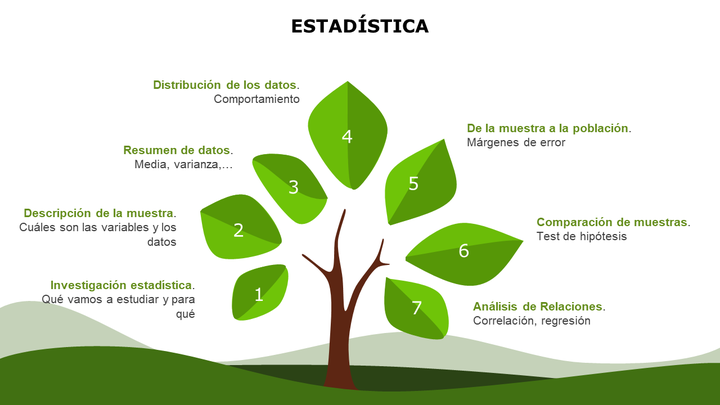 ESTADÍSTICA
1
Investigación estadistica.
Qué vamos a estudiar y para
qué
2
Descripción de la muestra.
Cuáles son las variables y los
datos
3
Resumen de datos.
Media, varianza,...
4
Distribución de los datos.
Comportamiento
5
De la muestra a la población.
Márgenes de error
6
Comparación de muestras.
Test de hipótesis
7
Análisis de Relaciones.
Correlación, regresión